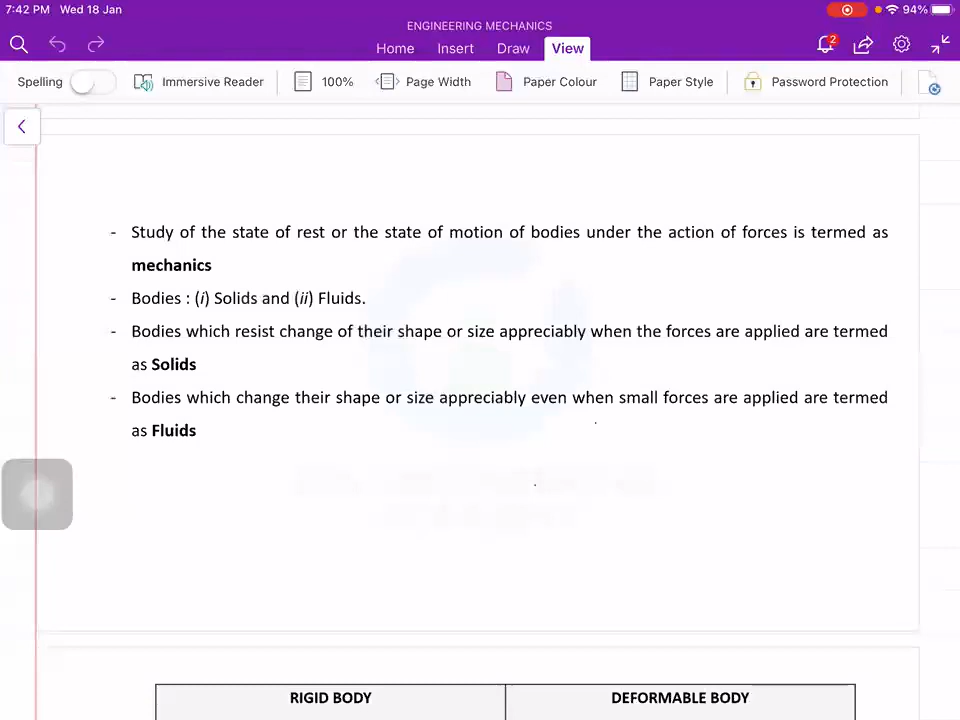 7:42 PM Wed 18 Jan 94%
ENGINEERING MECHANICS
Home Insert Draw View
2
Spelling Immersive Reader 100% Page Width Paper Colour Paper Style Password Protection
- Study of the state of rest or the state of motion of bodies under the action of forces is termed as
mechanics
- Bodies : (i) Solids and (ii) Fluids.
- Bodies which resist change of their shape or size appreciably when the forces are applied are termed
as Solids
- Bodies which change their shape or size appreciably even when small forces are applied are termed
as Fluids
RIGID BODY DEFORMABLE BODY